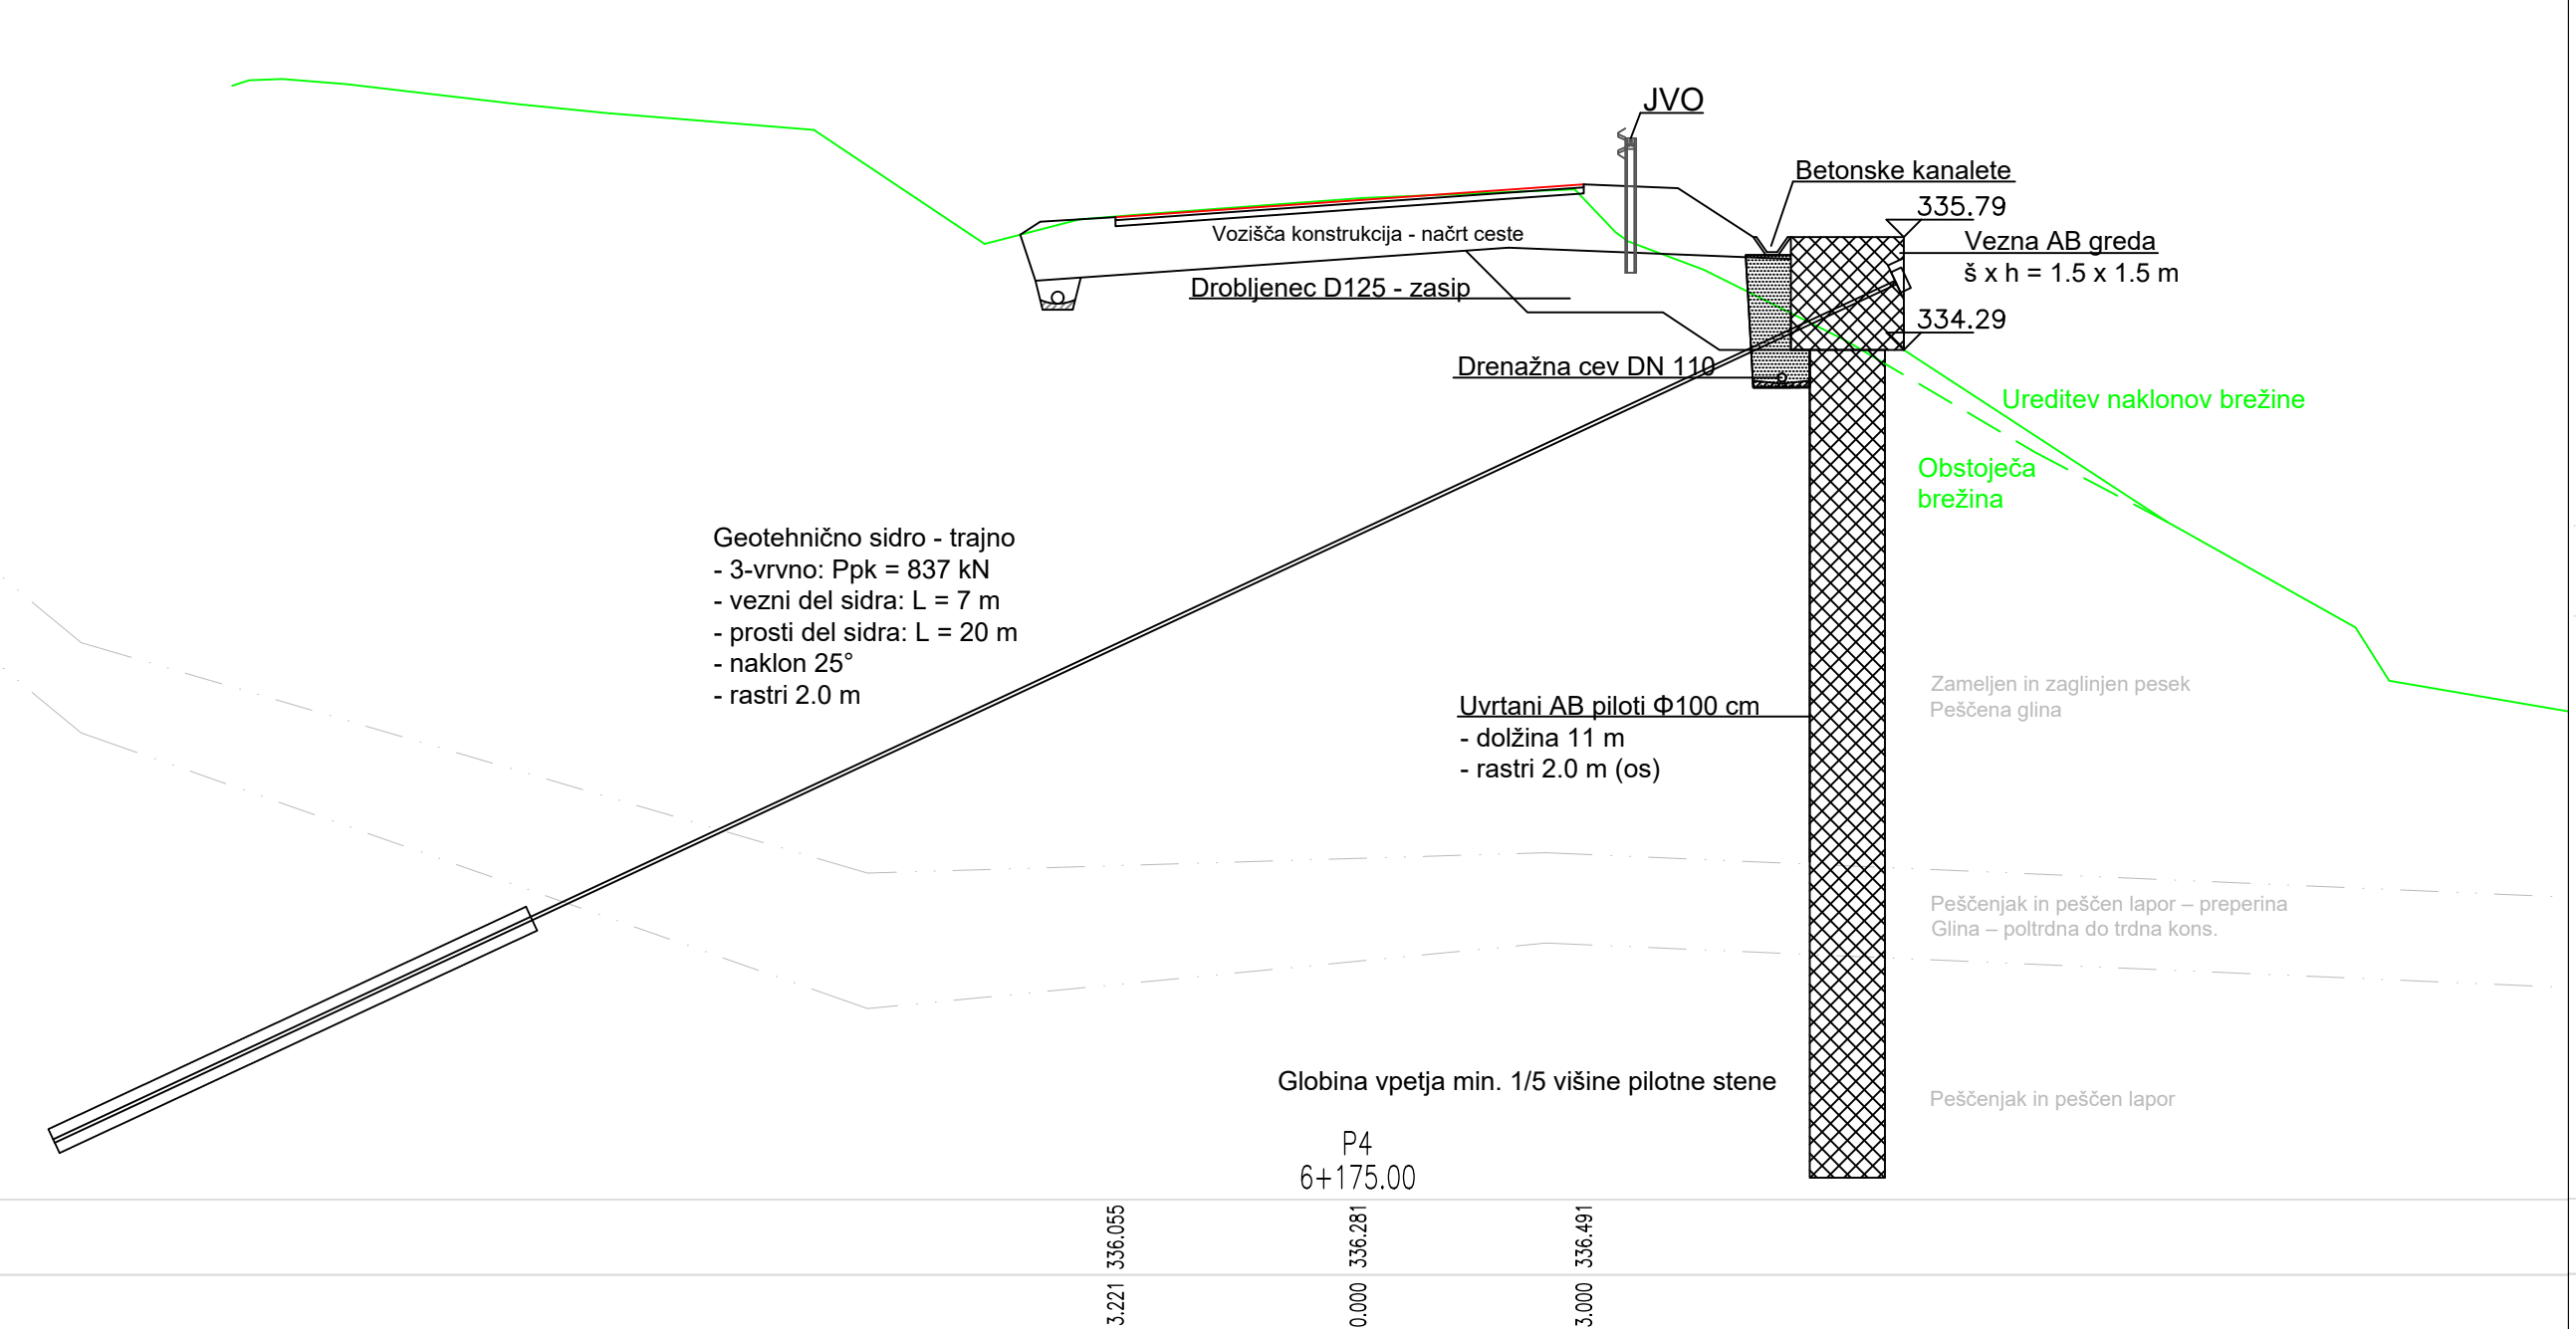 JVO
Betonske kanalete
335.79
Vezna AB greda
š x h = 1.5 x 1.5 m
334.29
Vozišča konstrukcija - načrt ceste
Drobljenec D125 - zasip
Drenažna cev DN 110
Ureditev naklonov brežine
Obstoječa
brežina
Geotehnično sidro - trajno
- 3-vrvno: Ppk = 837 kN
- vezni del sidra: L = 7 m
- prosti del sidra: L = 20 m
- naklon 25°
- rastri 2.0 m
Uvrtani AB piloti Φ100 cm
- dolžina 11 m
- rastri 2.0 m (os)
Zameljen in zaglinjen pesek
Peščena glina
Peščenjak in peščen lapor – preperina
Glina – poltrdna do trdna kons.
Globina vpetja min. 1/5 višine pilotne stene
Peščenjak in peščen lapor
P4
6+175.00
336.055
336.281
336.491
3.221
0.000
3.000